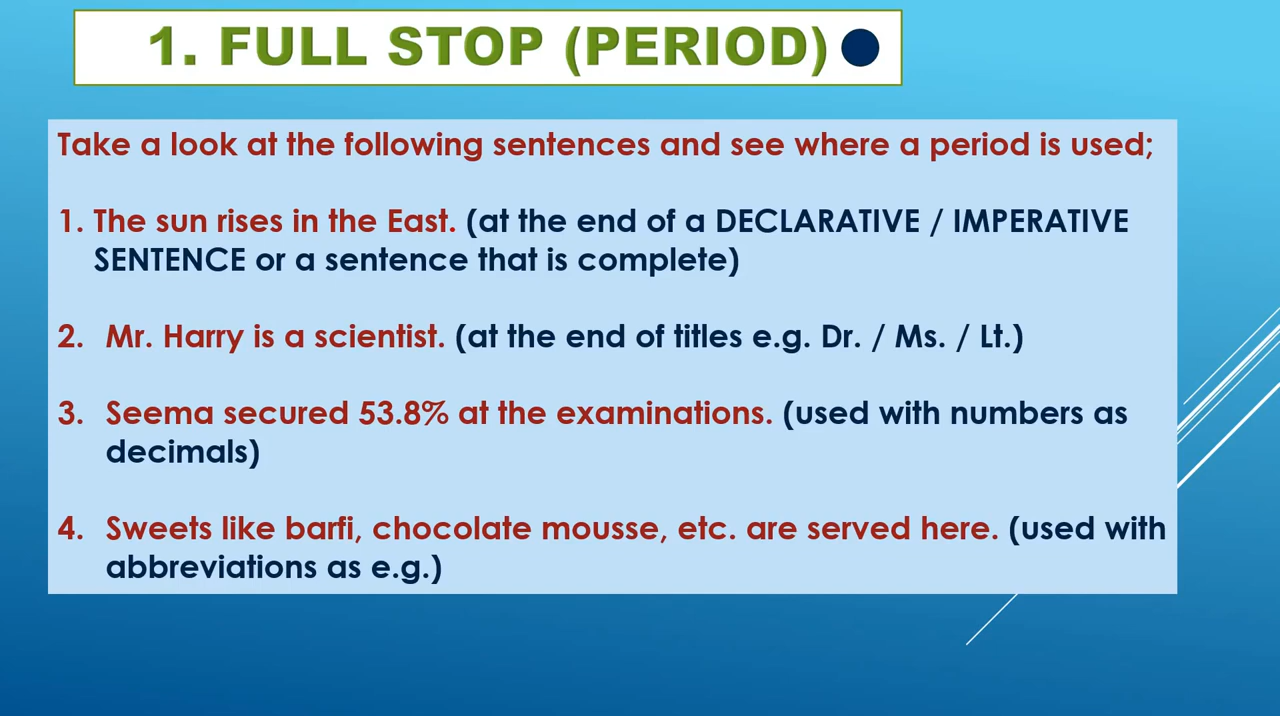 1. FULL STOP (PERIOD)
Take a look at the following sentences and see where a period is used;
1. The sun rises in the East. (at the end of a DECLARATIVE / IMPERATIVE
SENTENCE or a sentence that is complete)
2. Mr. Harry is a scientist. (at the end of titles e.g. Dr. / Ms. / Lt.)
3. Seema secured 53.8% at the examinations. (used with numbers as
decimals)
4. Sweets like barfi, chocolate mousse, etc. are served here. (used with
abbreviations as e.g.)